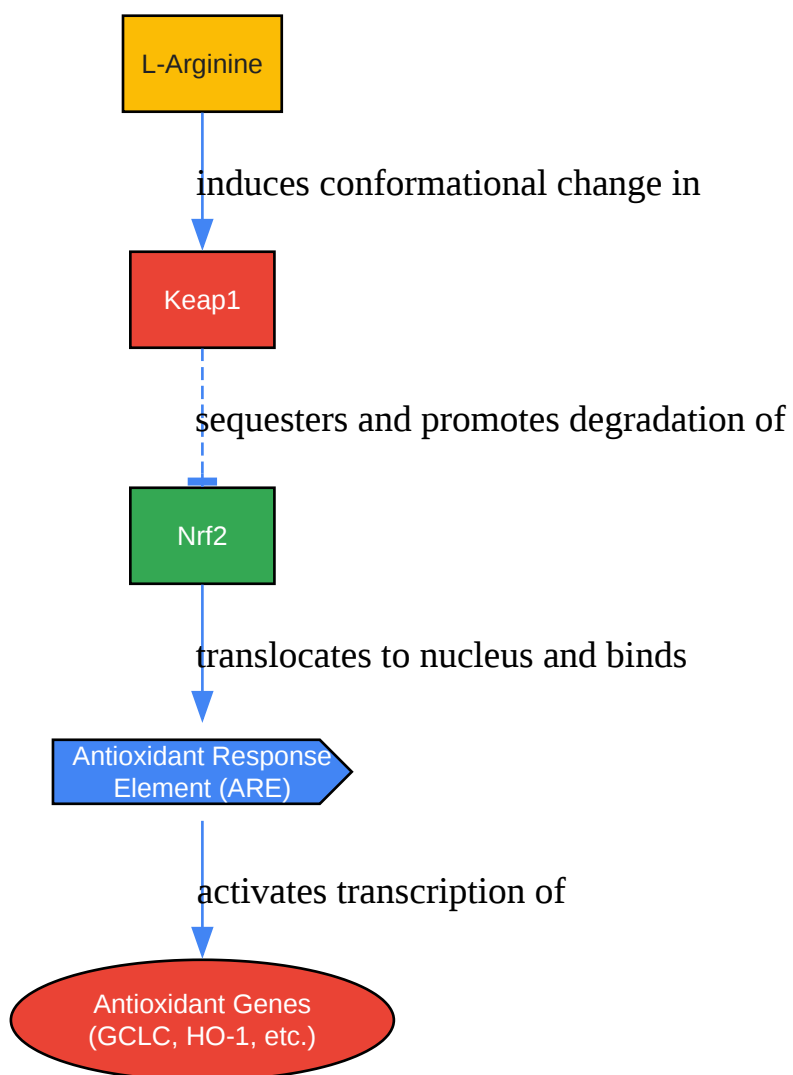 L-Arginine
induces conformational change in
Keap1
sequesters and promotes degradation of
Nrf2
translocates to nucleus and binds
Antioxidant Response
Element (ARE)
activates transcription of
Antioxidant Genes
(GCLC, HO-1, etc.)